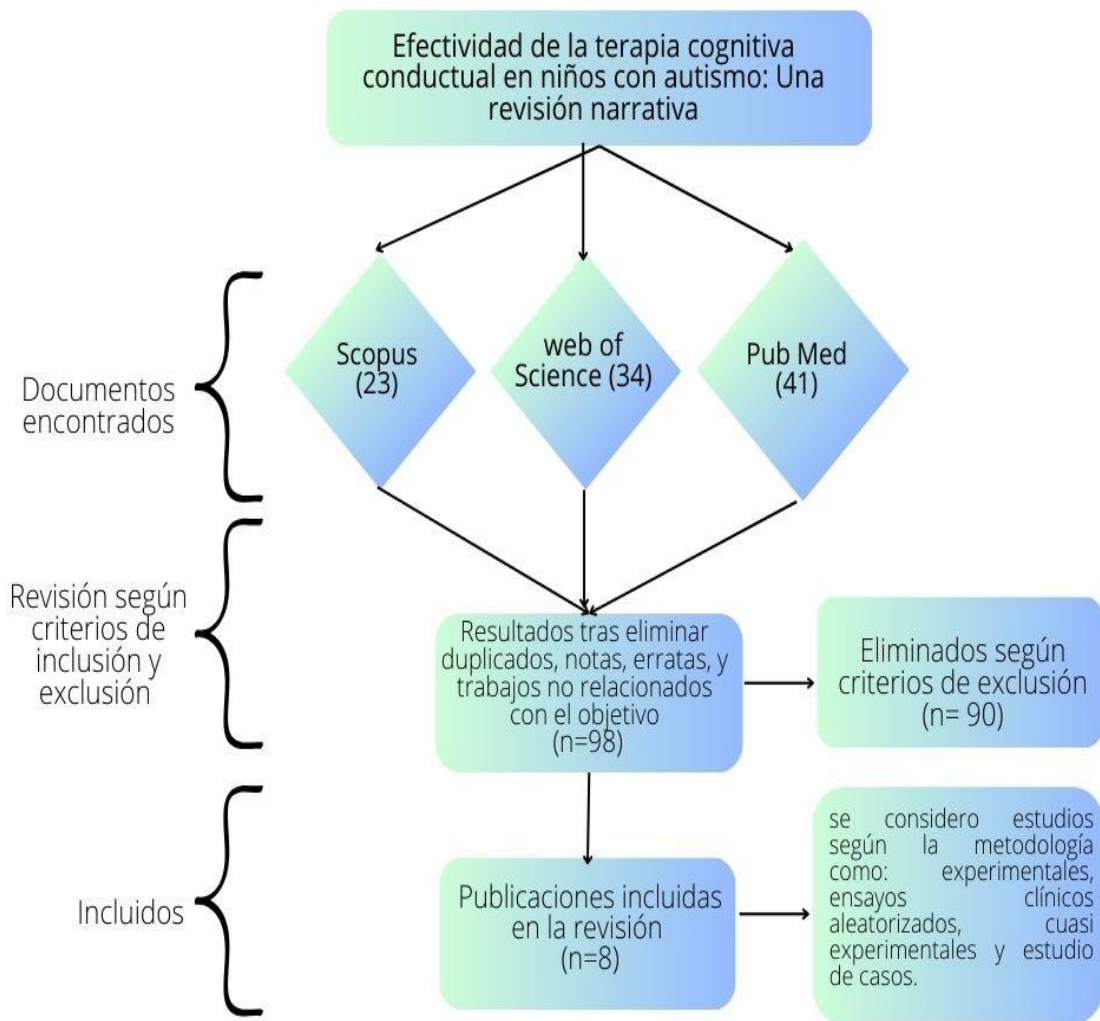 Efectividad de la terapia cognitiva
conductual en niños con autismo: Una
revisión narrativa
Documentos
encontrados
Scopus
(23)
web of
Science (34)
Pub Med
(41)
Revisión según
criterios de
inclusión y
exclusión
Resultados tras eliminar
duplicados, notas, erratas, y
trabajos no relacionados
con el objetivo
(n=98)
Eliminados según
criterios de exclusión
(n= 90)
Incluidos
Publicaciones incluidas
en la revisión
(n=8)
se considero estudios
según la metodología
como: experimentales,
ensayos clínicos
aleatorizados, cuasi
experimentales y estudio
de casos.